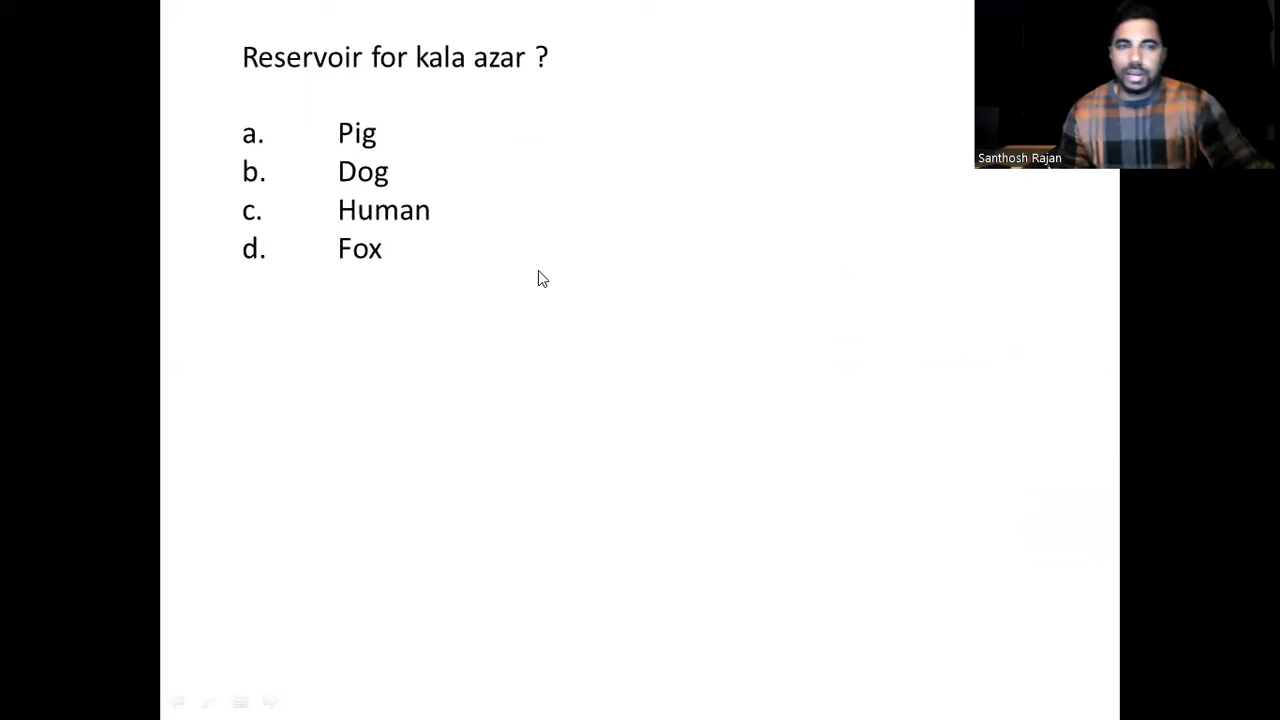 Reservoir for kala azar ?
a. Pig
b. Dog
c. Human
d. Fox
Santhosh Rajan